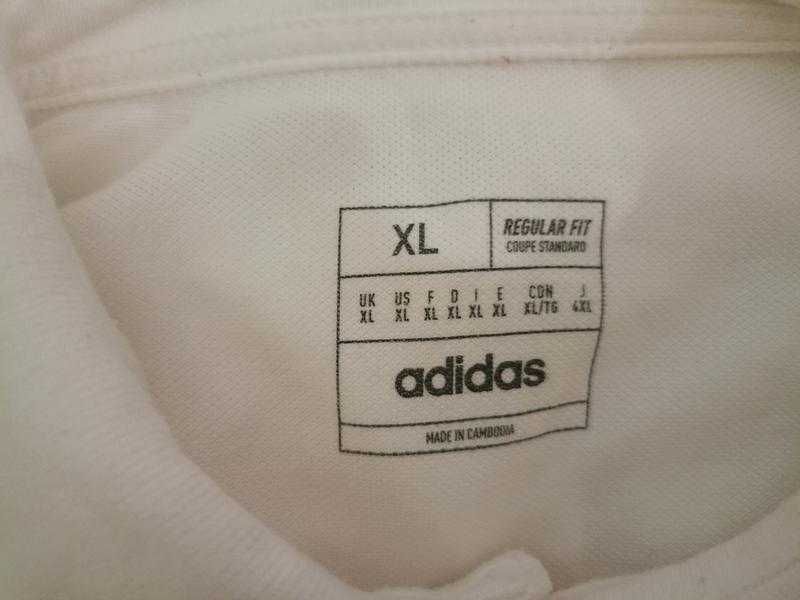 XL
REGULAR FIT
COUPE STANDARD
UK US F D I E CDN J
XL XL XL XL XL XL XL/TG 4XL
adidas
MADE IN CAMBODIA